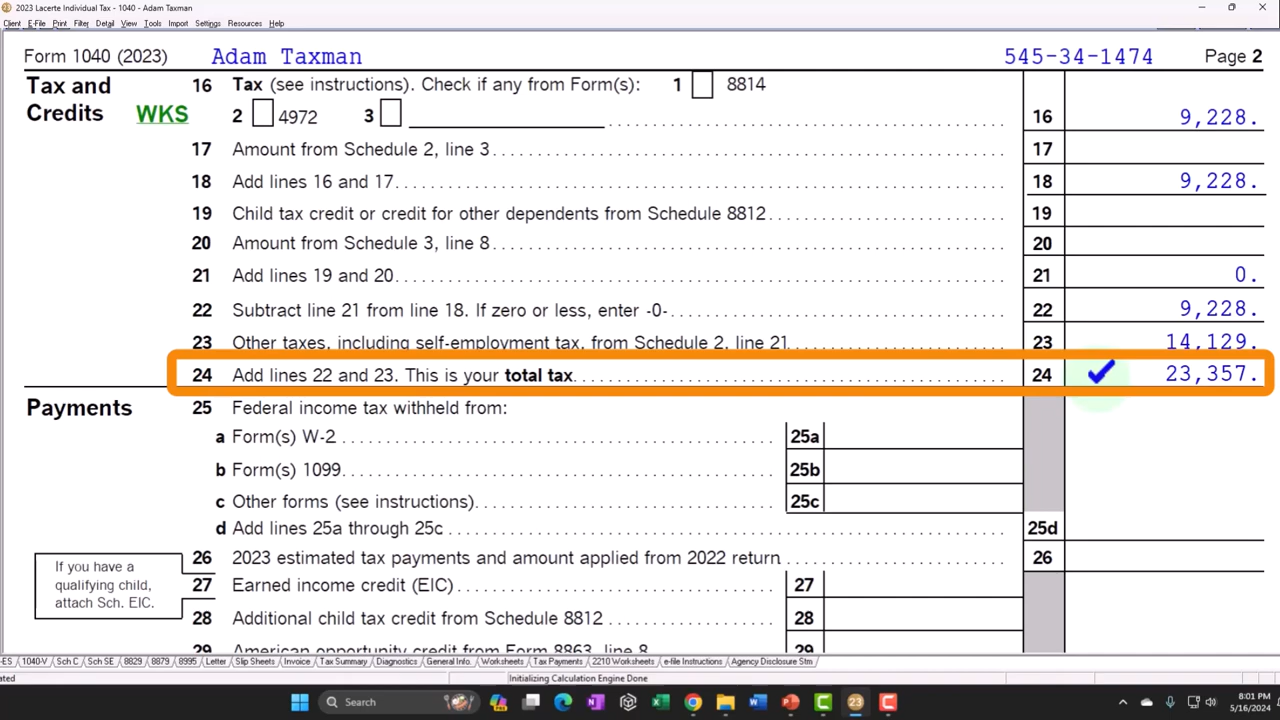 2023 Lacerte Individual Tax - 1040 - Adam Taxman
Client E-File Print Filter Detail View Tools Import Settings Resources Help
Form 1040 (2023) Adam Taxman 545-34-1474 Page 2
Tax and Credits WKS
16 Tax (see instructions). Check if any from Form(s): 1 8814
2 4972 3 16 9,228.
17 Amount from Schedule 2, line 3 17
18 Add lines 16 and 17 18 9,228.
19 Child tax credit or credit for other dependents from Schedule 8812 19
20 Amount from Schedule 3, line 8 20
21 Add lines 19 and 20 21 0.
22 Subtract line 21 from line 18. If zero or less, enter -0- 22 9,228.
23 Other taxes, including self-employment tax, from Schedule 2, line 21 23 14,129.
24 Add lines 22 and 23. This is your total tax 24 23,357.
Payments 25 Federal income tax withheld from:
a Form(s) W-2 25a
b Form(s) 1099 25b
c Other forms (see instructions) 25c
d Add lines 25a through 25c 25d
26 2023 estimated tax payments and amount applied from 2022 return 26
If you have a
qualifying child,
attach Sch. EIC.
27 Earned income credit (EIC) 27
28 Additional child tax credit from Schedule 8812 28
29 American opportunity credit from Form 8863, line 8 29
-ES 1040-V Sch C Sch SE 8829 8879 8995 Letter Slip Sheets Invoice Tax Summary Diagnostics General Info. Worksheets Tax Payments 2210 Worksheets e-file Instructions Agency Disclosure Stm
ated Initializing Calculation Engine Done
Search 23 8:01 PM
5/16/2024